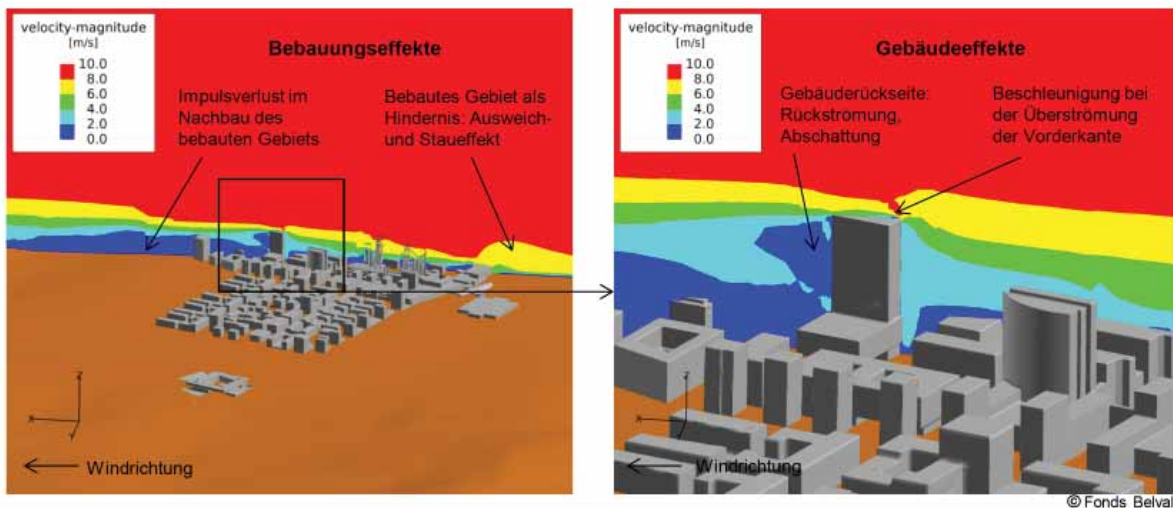 velocity-magnitude
[m/s]
10.0
8.0
6.0
4.0
2.0
0.0
Bebauungseffekte
Impulsverlust im
Nachbau des
bebauten Gebiets
Bebautes Gebiet als
Hindernis: Ausweich-
und Staueffekt
Z
X
Y
Windrichtung
velocity-magnitude
[m/s]
10.0
8.0
6.0
4.0
2.0
0.0
Gebäudeeffekte
Gebäuderückseite:
Rückströmung,
Abschattung
Beschleunigung bei
der Überströmung
der Vorderkante
Z
X
Y
Windrichtung
© Fonds Belval